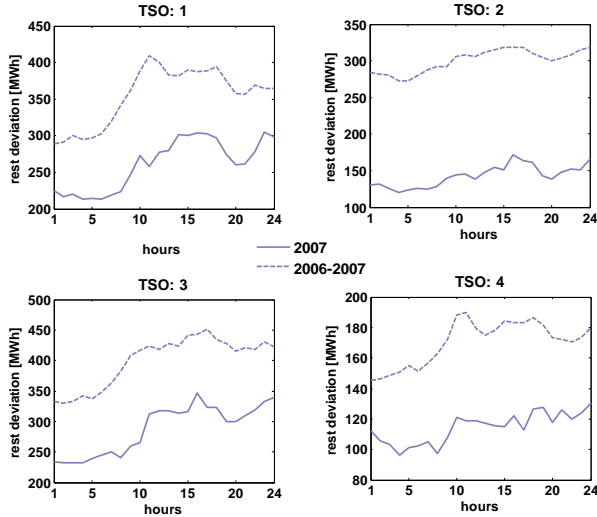 TSO: 1
rest deviation [MWh]
450
400
350
300
250
200
1 5 10 15 20 24
hours
TSO: 2
rest deviation [MWh]
350
300
250
200
150
100
1 5 10 15 20 24
hours
2007
2006-2007
TSO: 3
rest deviation [MWh]
500
450
400
350
300
250
200
1 5 10 15 20 24
hours
TSO: 4
rest deviation [MWh]
200
180
160
140
120
100
80
1 5 10 15 20 24
hours